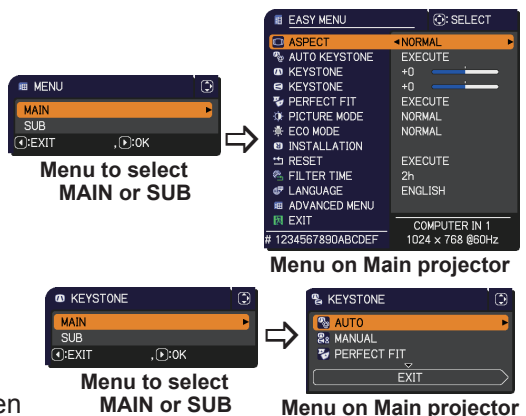 MENU
MAIN
SUB
:EXIT ,:OK
Menu to select
MAIN or SUB
EASY MENU :SELECT
ASPECT NORMAL
AUTO KEYSTONE EXECUTE
KEYSTONE +0
KEYSTONE +0
PERFECT FIT EXECUTE
PICTURE MODE NORMAL
ECO MODE NORMAL
INSTALLATION
RESET EXECUTE
FILTER TIME 2h
LANGUAGE ENGLISH
ADVANCED MENU
EXIT
COMPUTER IN 1
# 1234567890ABCDEF 1024 x 768 @60Hz
Menu on Main projector
KEYSTONE
MAIN
SUB
:EXIT ,:OK
Menu to select
MAIN or SUB
KEYSTONE
AUTO
MANUAL
PERFECT FIT
EXIT
Menu on Main projector
en